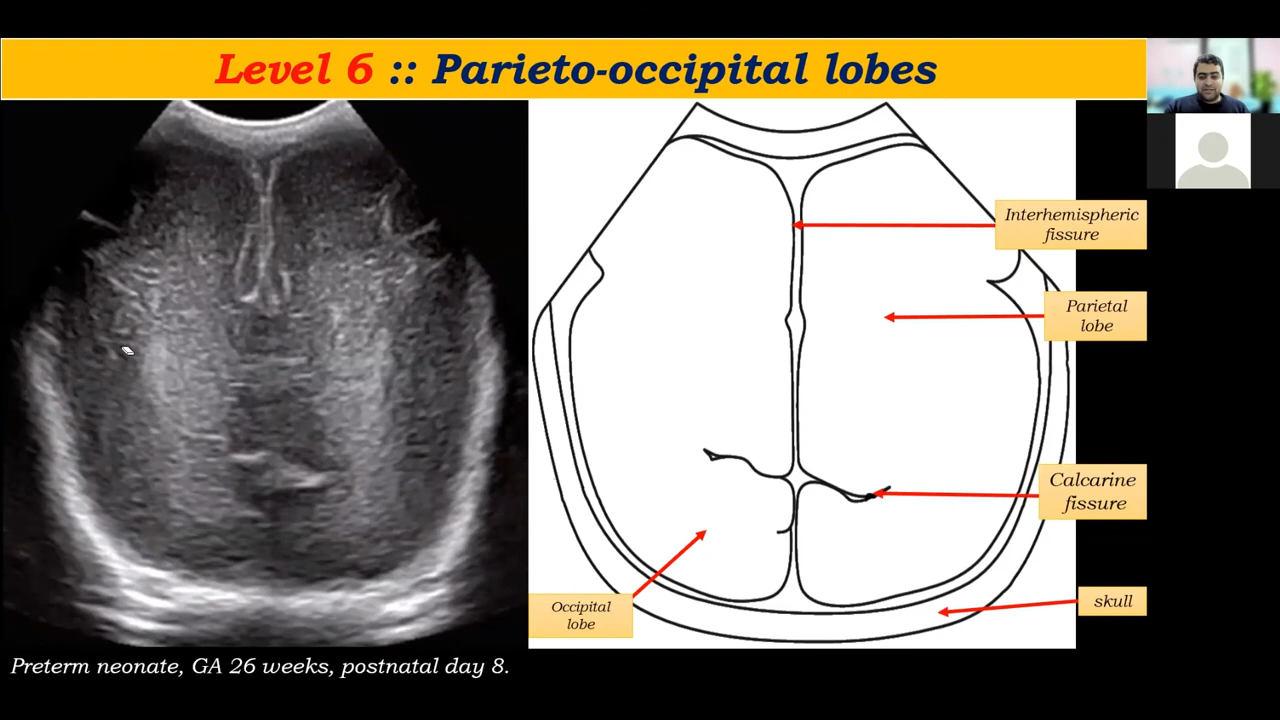 Level 6 :: Parieto-occipital lobes
Interhemispheric
fissure
Parietal
lobe
Calcarine
fissure
skull
Occipital
lobe
Preterm neonate, GA 26 weeks, postnatal day 8.